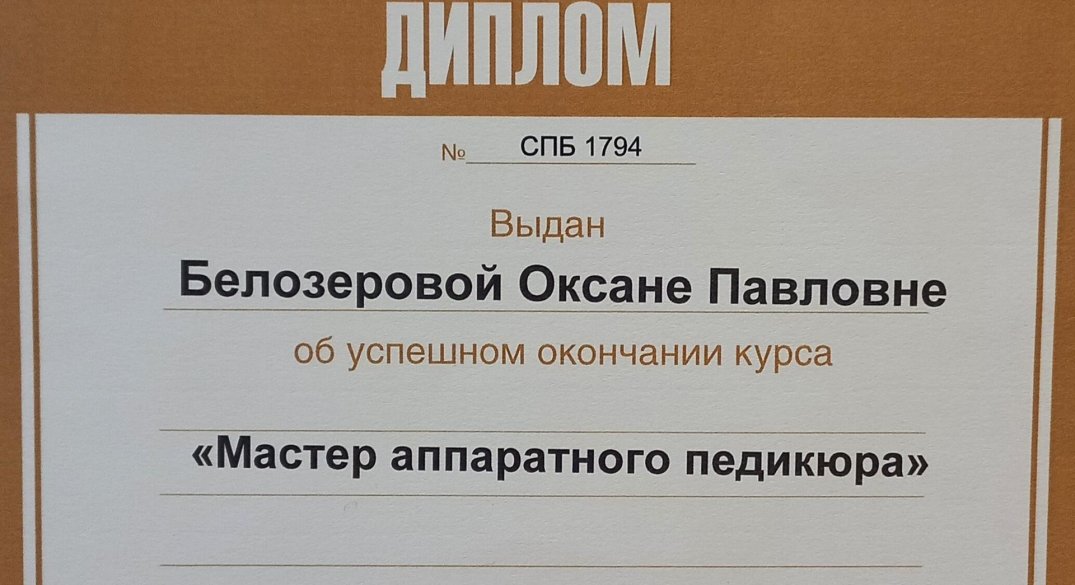 ДИПЛОМ
№ СПБ 1794
Выдан
Белозеровой Оксане Павловне
об успешном окончании курса
«Мастер аппаратного педикюра»